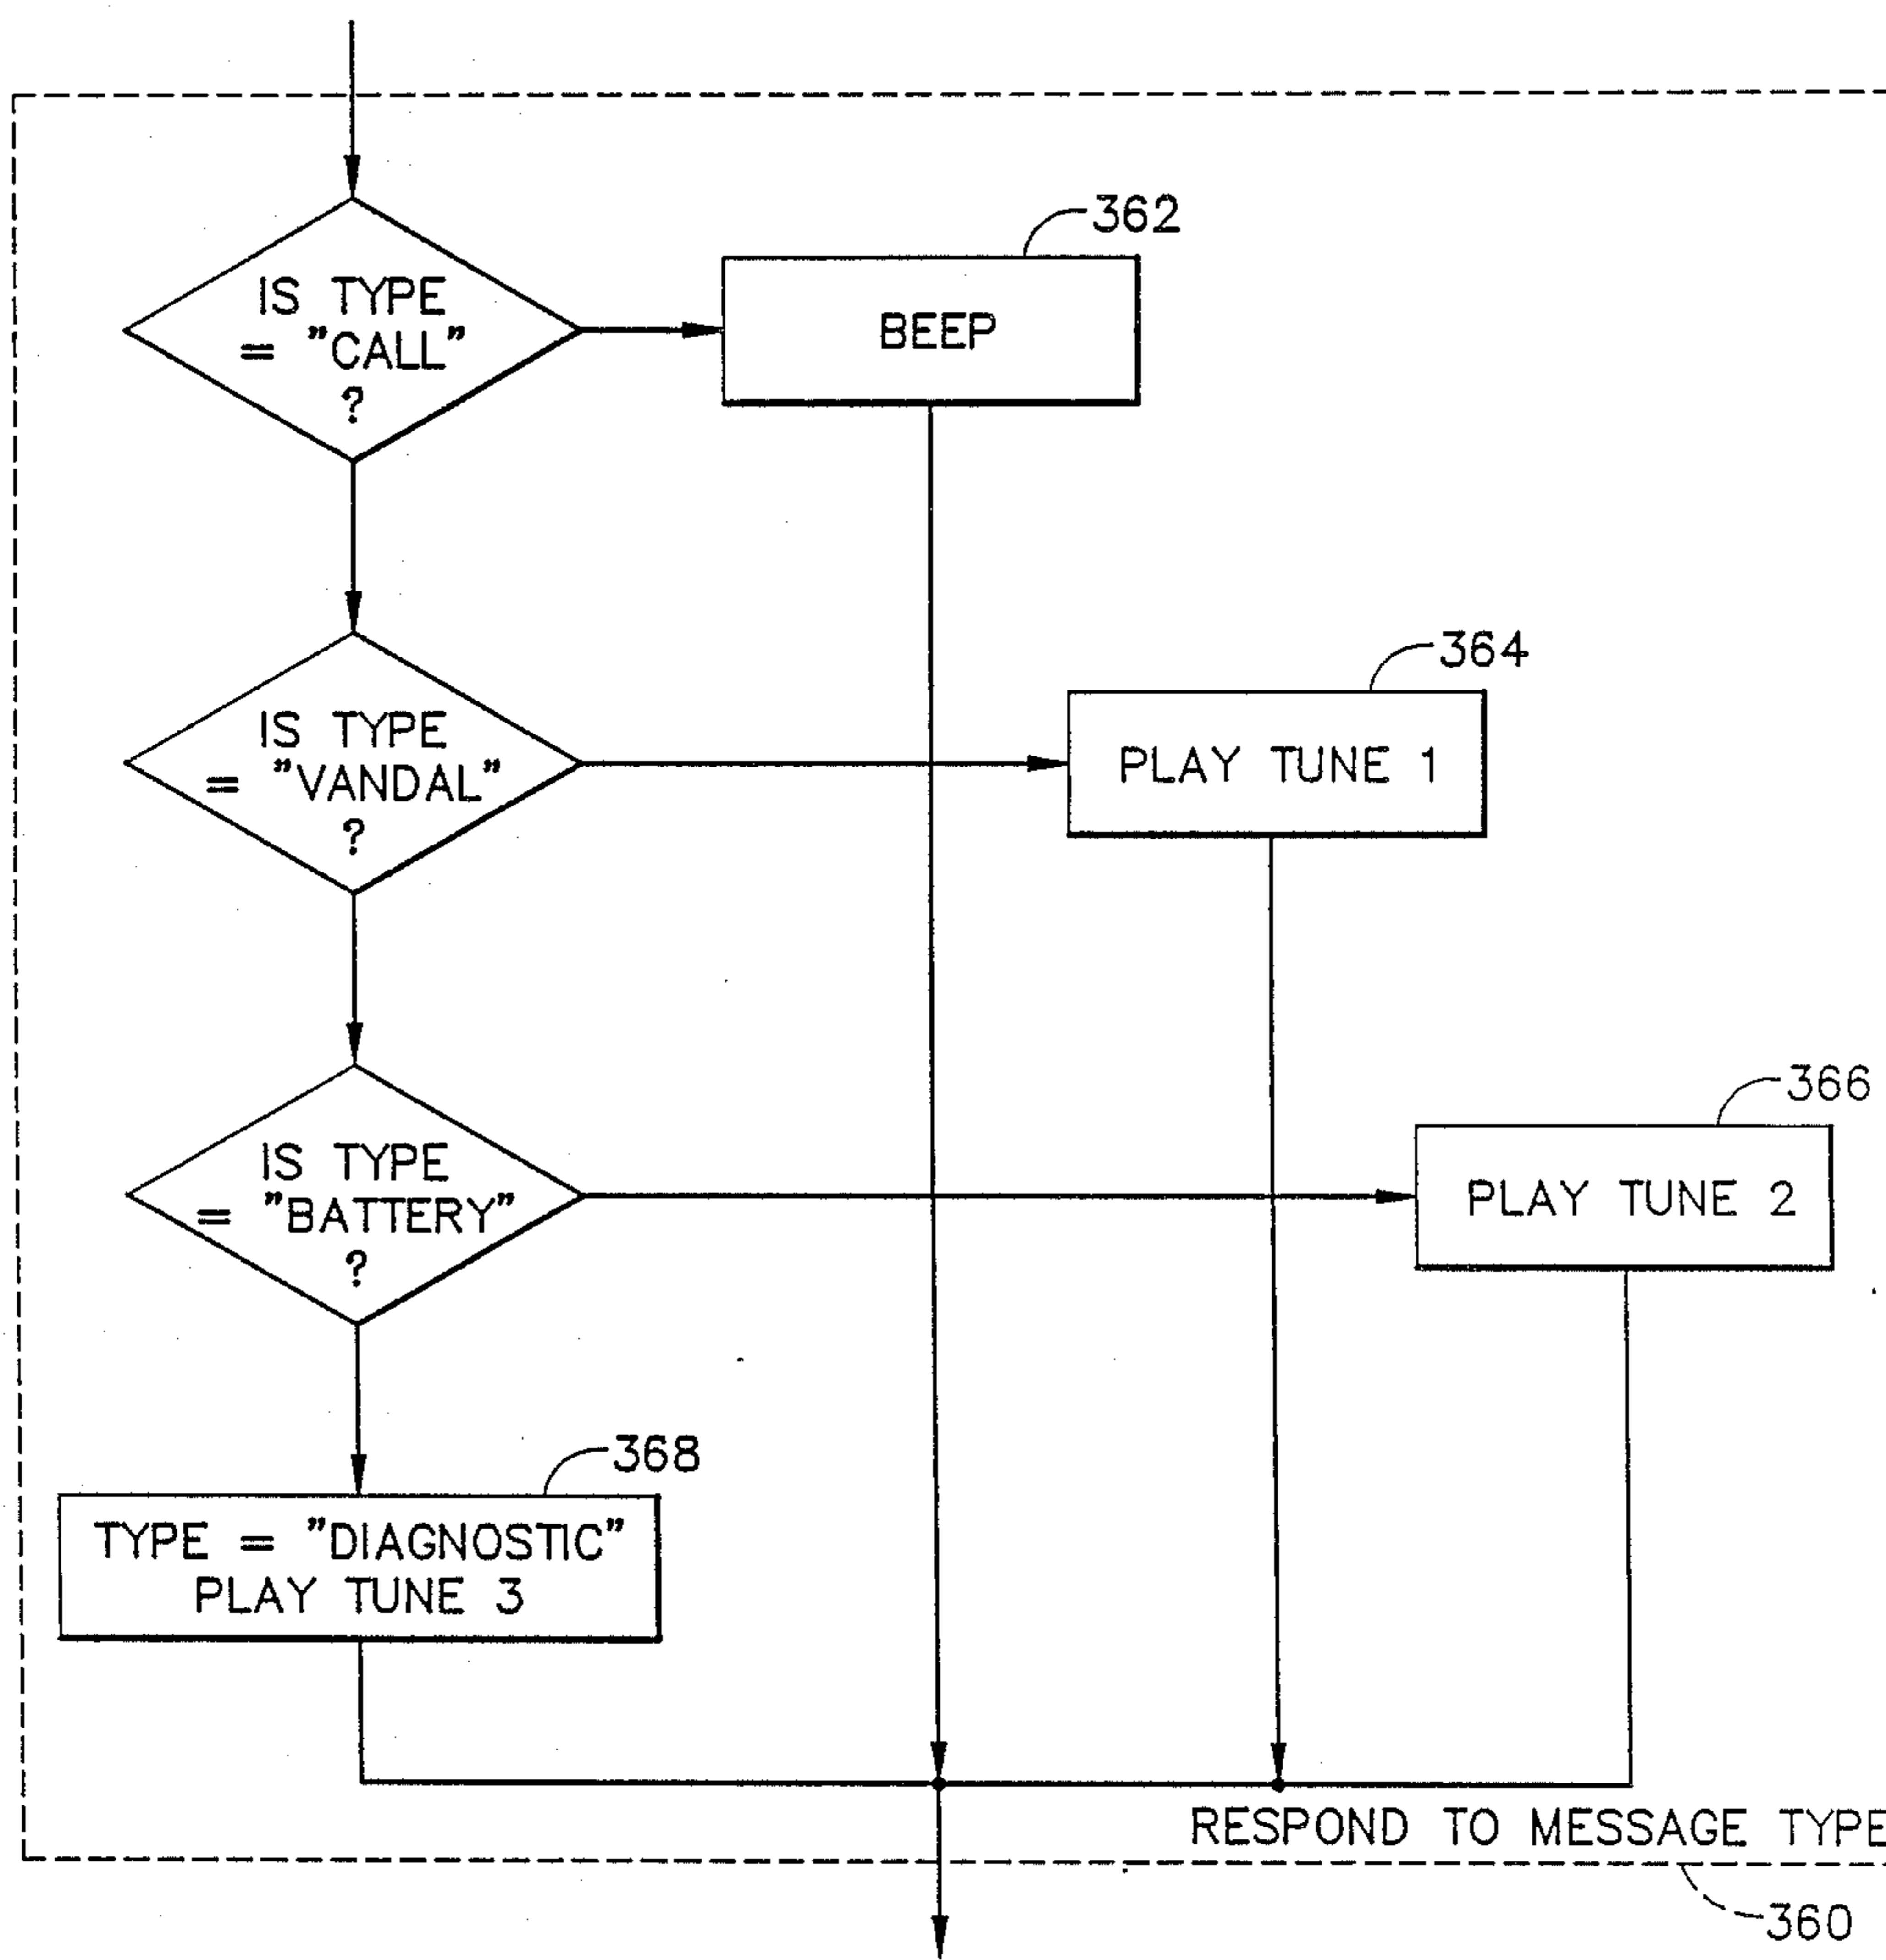 362
IS TYPE
= "CALL"
?
BEEP
364
IS TYPE
= "VANDAL"
?
PLAY TUNE 1
366
IS TYPE
= "BATTERY"
?
PLAY TUNE 2
368
TYPE = "DIAGNOSTIC"
PLAY TUNE 3
RESPOND TO MESSAGE TYPE
360